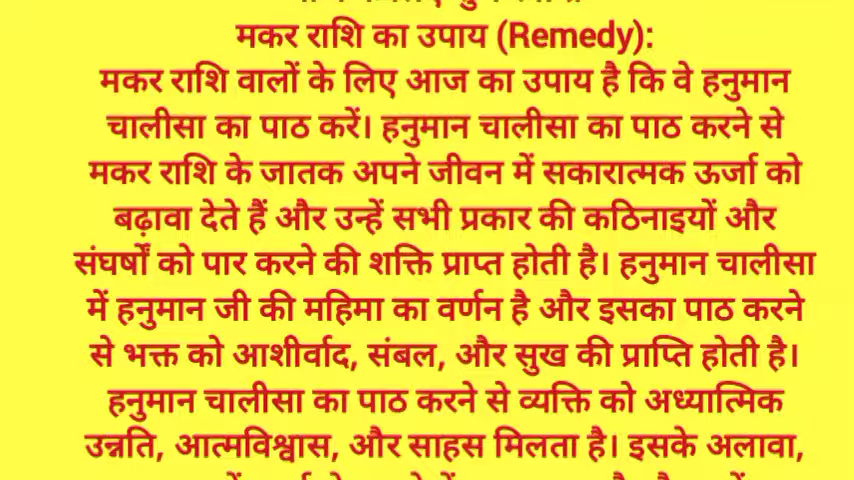 मकर राशि का उपाय (Remedy):
मकर राशि वालों के लिए आज का उपाय है कि वे हनुमान
चालीसा का पाठ करें। हनुमान चालीसा का पाठ करने से
मकर राशि के जातक अपने जीवन में सकारात्मक ऊर्जा को
बढ़ावा देते हैं और उन्हें सभी प्रकार की कठिनाइयों और
संघर्षों को पार करने की शक्ति प्राप्त होती है। हनुमान चालीसा
में हनुमान जी की महिमा का वर्णन है और इसका पाठ करने
से भक्त को आशीर्वाद, संबल, और सुख की प्राप्ति होती है।
हनुमान चालीसा का पाठ करने से व्यक्ति को अध्यात्मिक
उन्नति, आत्मविश्वास, और साहस मिलता है। इसके अलावा,